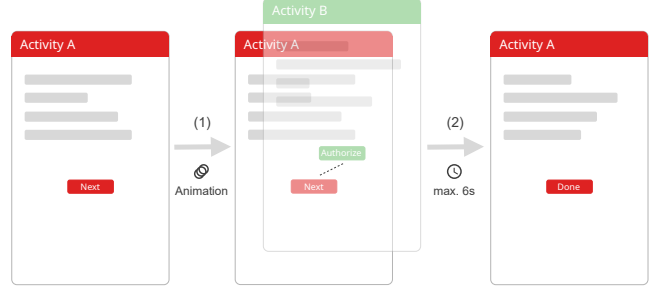 Activity B
Activity A
Activity A
Activity A
(1)
(2)
Authorize
Animation
max. 6s
Next
Next
Done